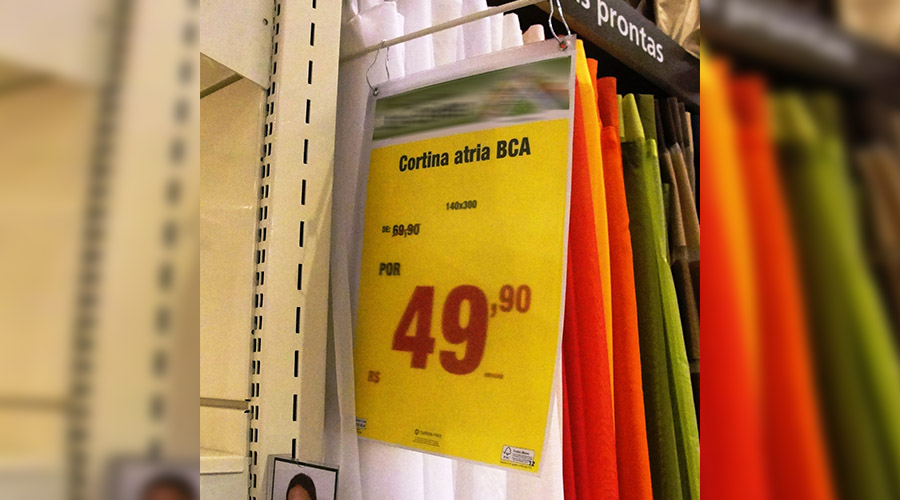 s prontas
Cortina atria BCA
140x300
DE: 69,90
POR
R$ 49,90